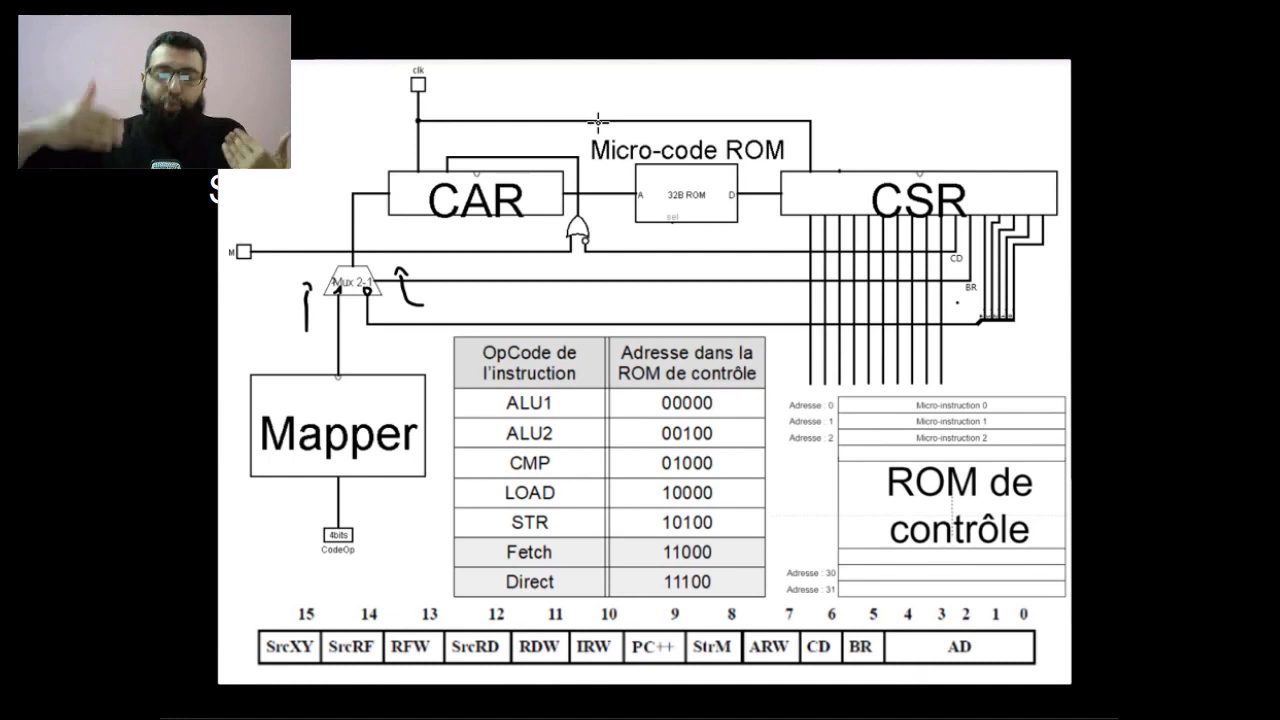 S
clk
Micro-code ROM
CAR
A
32B ROM
D
sel
CSR
M
CD
Mux 2-1
1
0
BR
Mapper
4bits
CodeOp
OpCode de l'instruction
Adresse dans la ROM de contrôle
ALU1 00000
ALU2 00100
CMP 01000
LOAD 10000
STR 10100
Fetch 11000
Direct 11100
Adresse : 0 Micro-instruction 0
Adresse : 1 Micro-instruction 1
Adresse : 2 Micro-instruction 2
ROM de
contrôle
Adresse : 30
Adresse : 31
15 14 13 12 11 10 9 8 7 6 5 4 3 2 1 0
SrcXY SrcRF RFW SrcRD RDW IRW PC++ StrM ARW CD BR AD